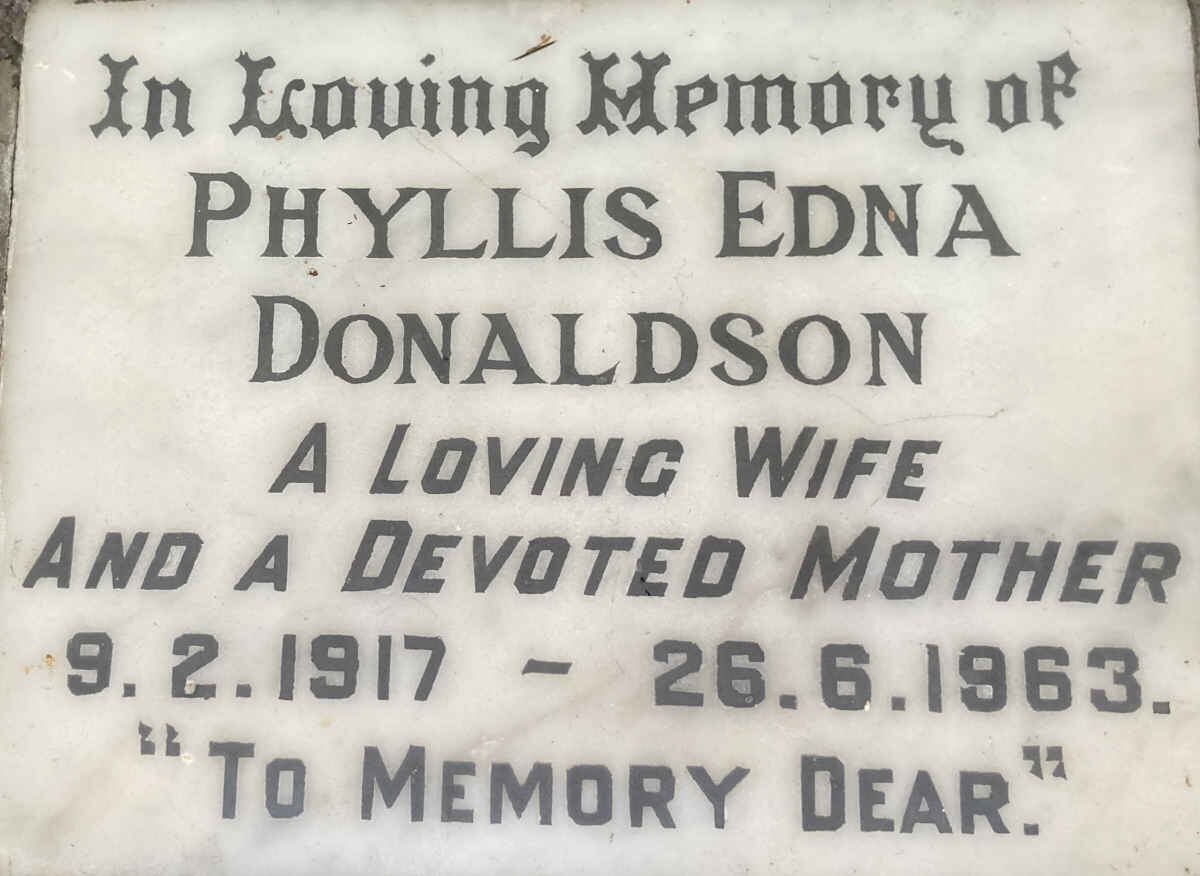 In Loving Memory of
PHYLLIS EDNA
DONALDSON
A LOVING WIFE
AND A DEVOTED MOTHER
9.2.1917 - 26.6.1963.
"TO MEMORY DEAR."